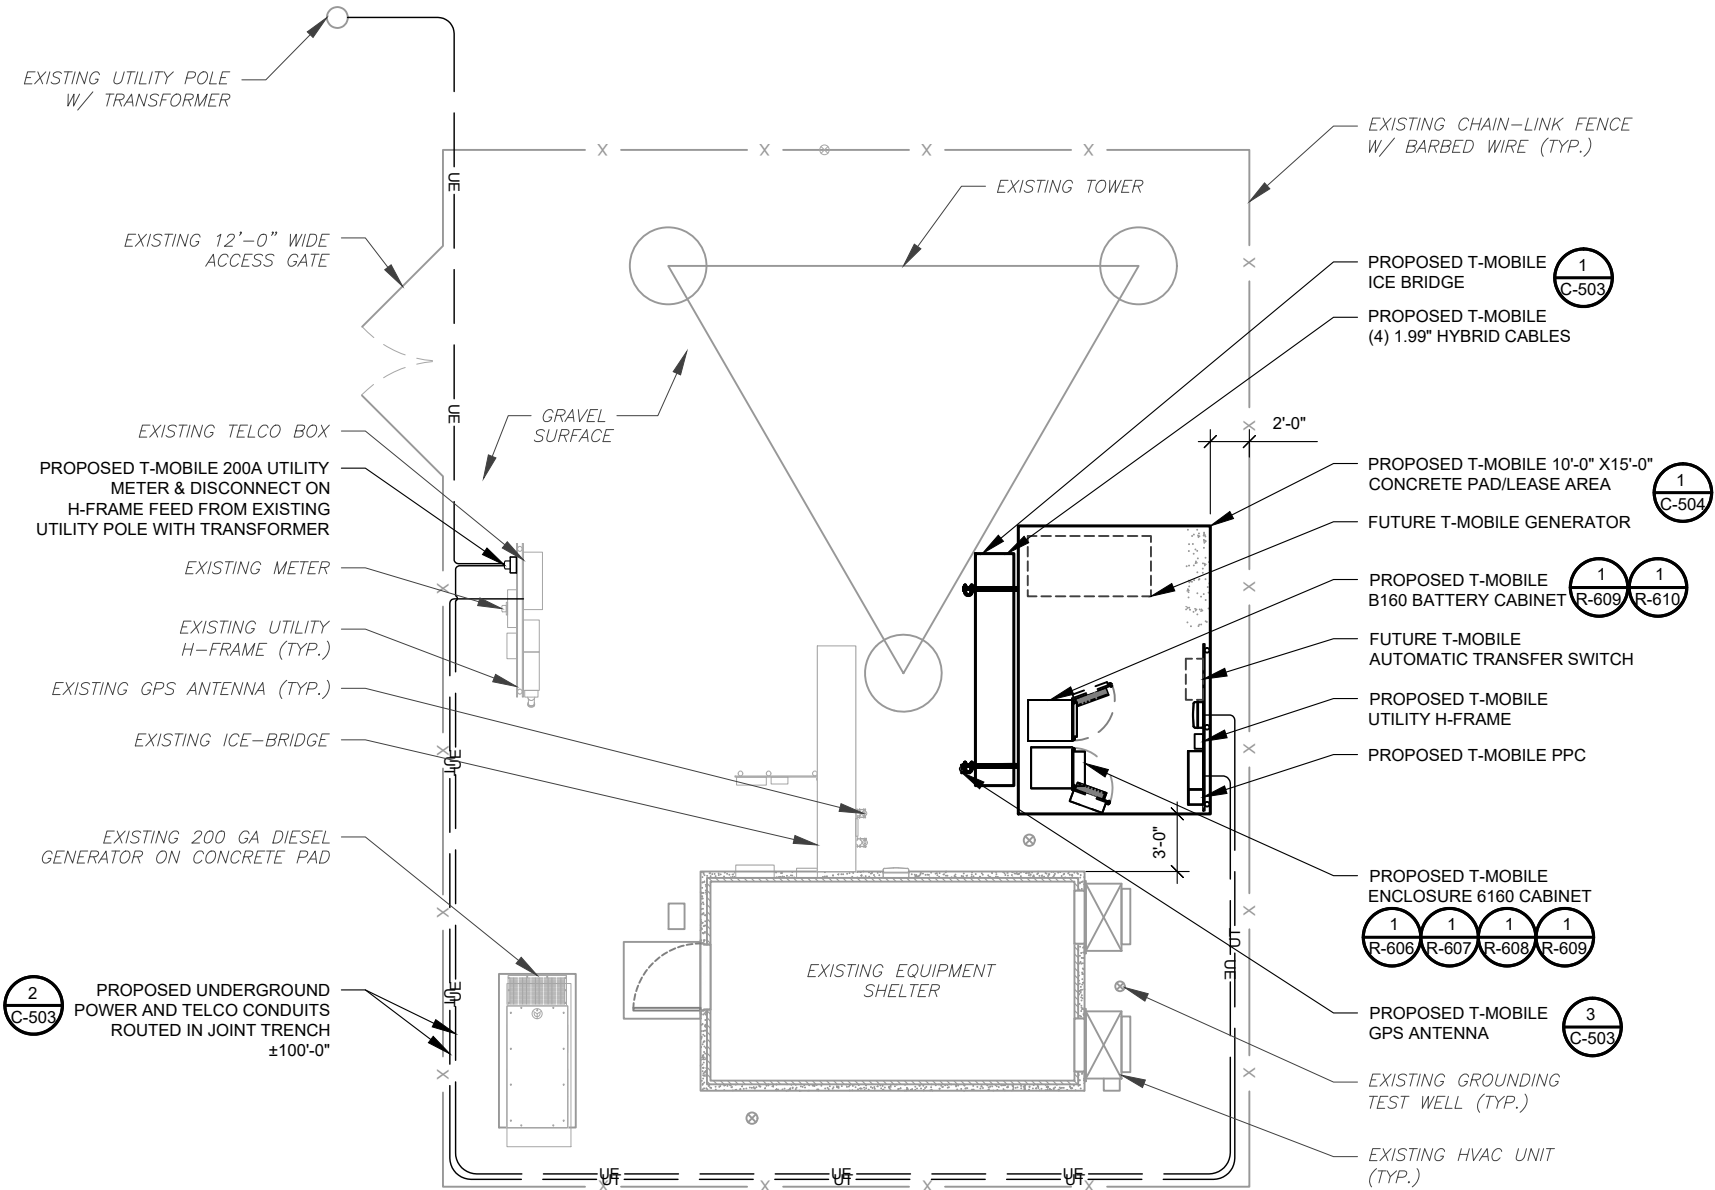 EXISTING UTILITY POLE
W/ TRANSFORMER
EXISTING 12'-0" WIDE
ACCESS GATE
EXISTING TELCO BOX
PROPOSED T-MOBILE 200A UTILITY
METER & DISCONNECT ON
H-FRAME FEED FROM EXISTING
UTILITY POLE WITH TRANSFORMER
EXISTING METER
EXISTING UTILITY
H-FRAME (TYP.)
EXISTING GPS ANTENNA (TYP.)
EXISTING ICE-BRIDGE
EXISTING 200 GA DIESEL
GENERATOR ON CONCRETE PAD
2
C-503
PROPOSED UNDERGROUND
POWER AND TELCO CONDUITS
ROUTED IN JOINT TRENCH
±100'-0"
X
X
X
X
UE
UE
X
X
X
X
X
UE
UT
UE
UT
UE
UT
UE
UT
UE
UT
X
X
X
X
UT
UE
X
X
X
X
X
X
EXISTING TOWER
GRAVEL
SURFACE
2'-0"
3'-0"
EXISTING EQUIPMENT
SHELTER
EXISTING CHAIN-LINK FENCE
W/ BARBED WIRE (TYP.)
PROPOSED T-MOBILE
ICE BRIDGE
1
C-503
PROPOSED T-MOBILE
(4) 1.99" HYBRID CABLES
PROPOSED T-MOBILE 10'-0" X15'-0"
CONCRETE PAD/LEASE AREA
1
C-504
FUTURE T-MOBILE GENERATOR
PROPOSED T-MOBILE
B160 BATTERY CABINET
1
R-609
1
R-610
FUTURE T-MOBILE
AUTOMATIC TRANSFER SWITCH
PROPOSED T-MOBILE
UTILITY H-FRAME
PROPOSED T-MOBILE PPC
PROPOSED T-MOBILE
ENCLOSURE 6160 CABINET
1
R-606
1
R-607
1
R-608
1
R-609
PROPOSED T-MOBILE
GPS ANTENNA
3
C-503
EXISTING GROUNDING
TEST WELL (TYP.)
EXISTING HVAC UNIT
(TYP.)